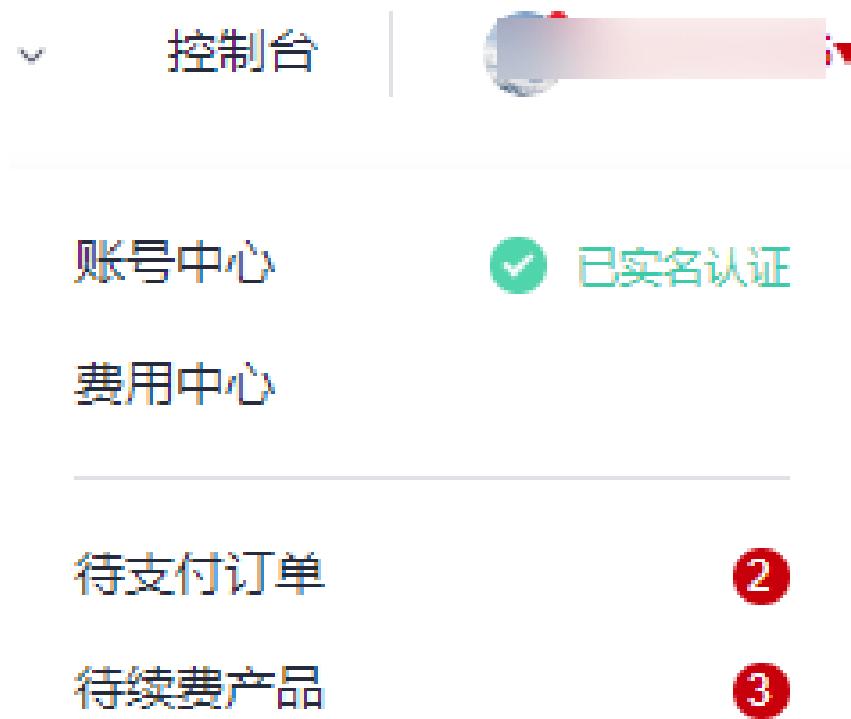 控制台
账号中心 已实名认证
费用中心
待支付订单 2
待续费产品 3